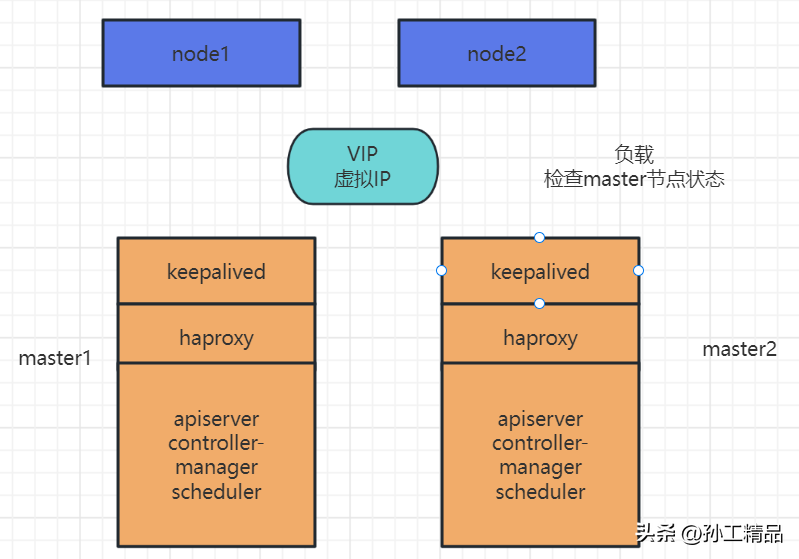 node1
node2
VIP
虚拟IP
负载
检查master节点状态
keepalived
keepalived
haproxy
haproxy
master1
master2
apiserver
controller-
manager
scheduler
apiserver
controller-
manager
scheduler
头条 @孙工精品